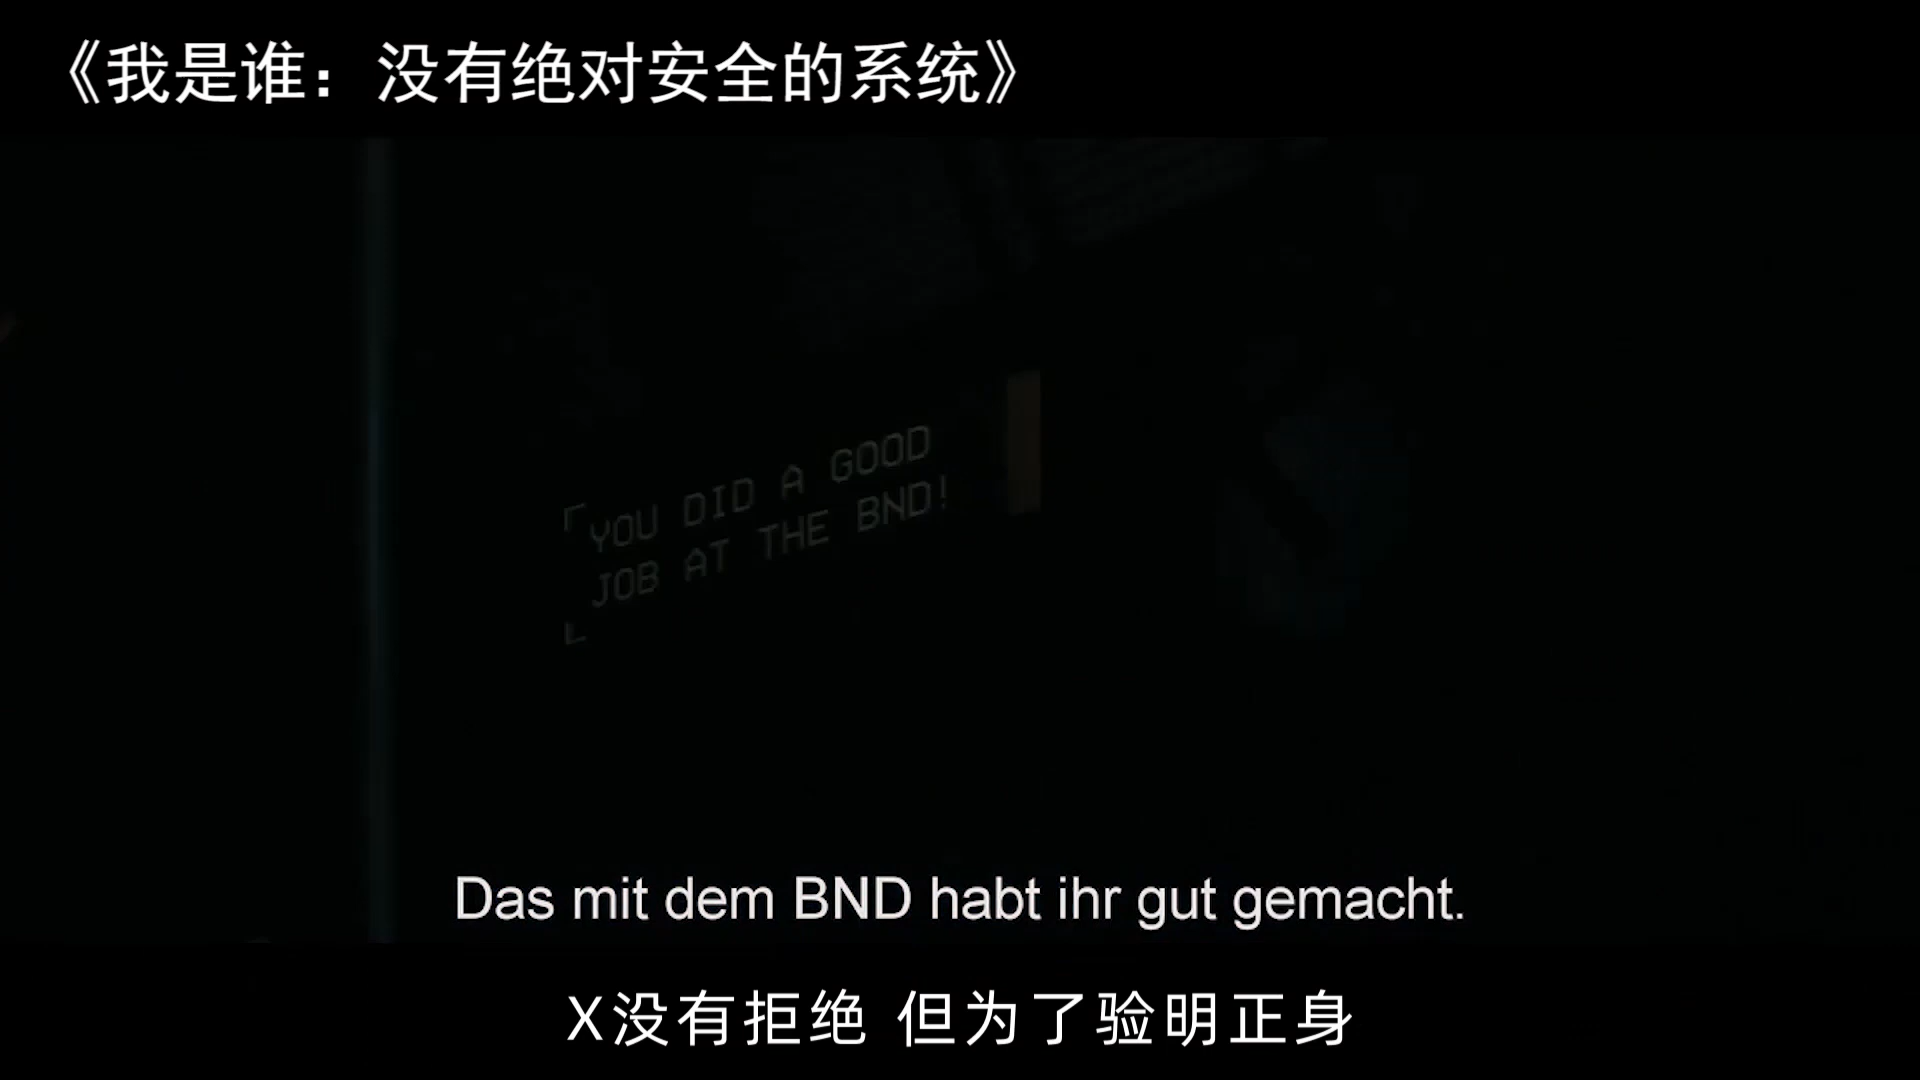 《我是谁：没有绝对安全的系统》
YOU DID A GOOD
JOB AT THE BND!
Das mit dem BND habt ihr gut gemacht.
X没有拒绝 但为了验明正身